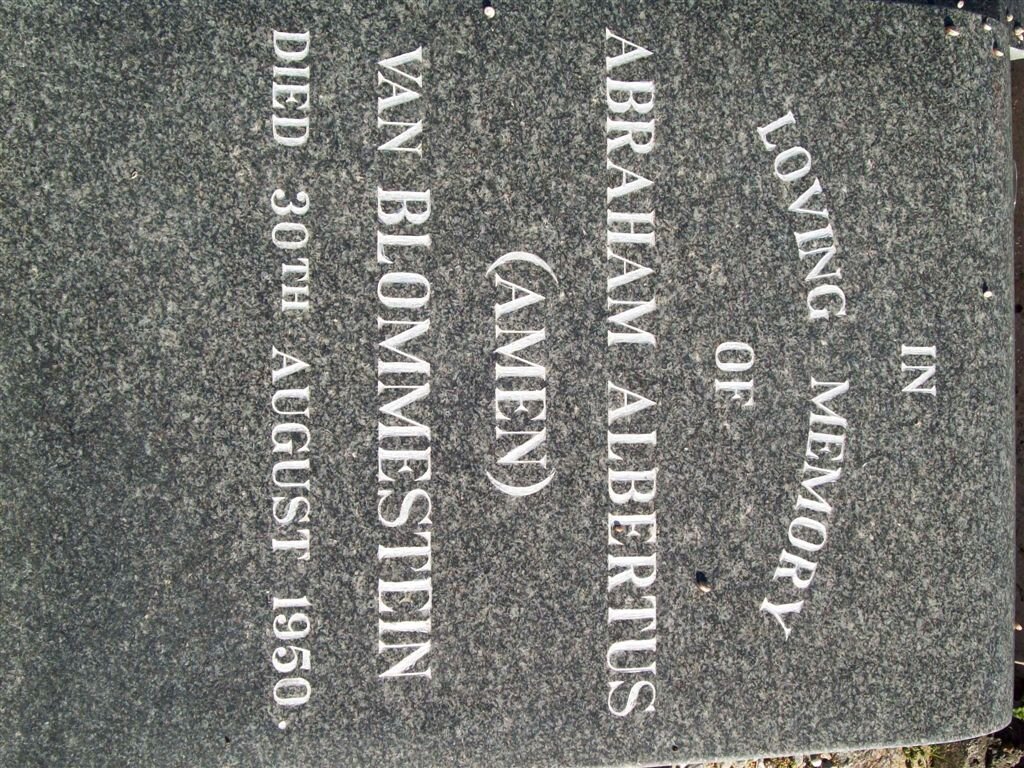 IN
LOVING MEMORY
OF
ABRAHAM ALBERTUS
(AMEN)
VAN BLOMMESTEIN
DIED 30TH AUGUST 1950.